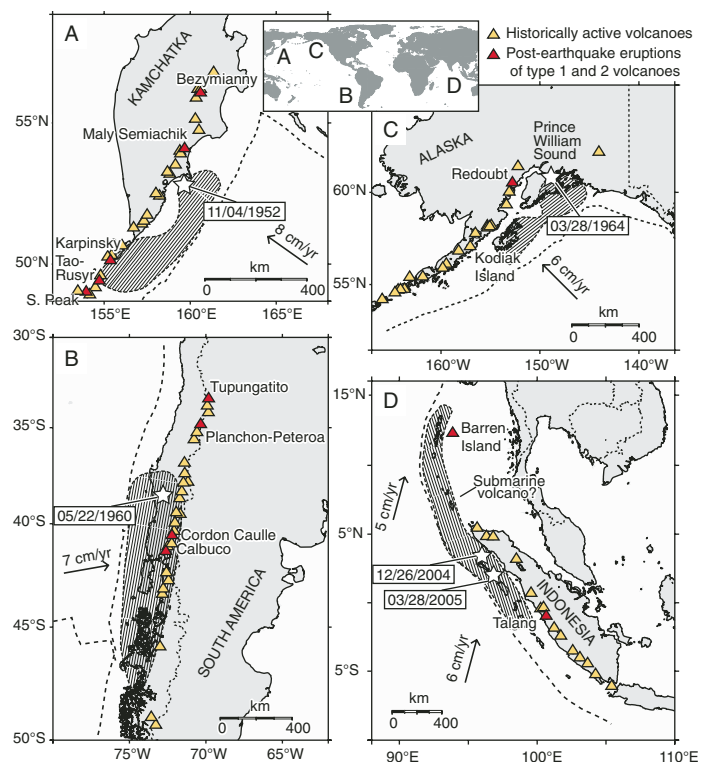 A
KAMCHATKA
Bezymianny
55°N
Maly Semiachik
11/04/1952
Karpinsky
50°N
Tao-
Rusyr
8 cm/yr
km
0 400
S. Peak
155°E 160°E 165°E
A
C
B
D
Historically active volcanoes
Post-earthquake eruptions
of type 1 and 2 volcanoes
C
ALASKA
Prince
William
Sound
Redoubt
60°N
03/28/1964
Kodiak
Island
55°N
6 cm/yr
km
0 400
160°W 150°W 140°W
30°S
B
Tupungatito
35°S
Planchon-Peteroa
05/22/1960
40°S
Cordon Caulle
Calbuco
7 cm/yr
45°S
SOUTH AMERICA
km
0 400
50°S
75°W 70°W 65°W
15°N
D
Barren
Island
Submarine
volcano?
5 cm/yr
5°N
12/26/2004
03/28/2005
INDONESIA
Talang
6 cm/yr
5°S
km
0 400
90°E 100°E 110°E